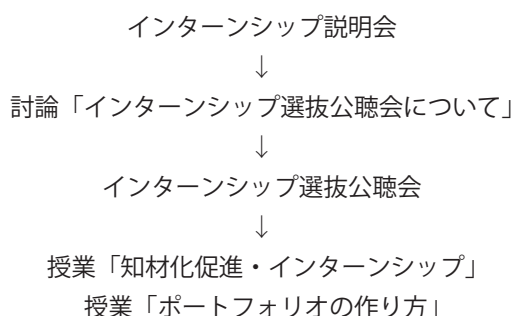 インターンシップ説明会
↓
討論「インターンシップ選抜公聴会について」
↓
インターンシップ選抜公聴会
↓
授業「知材化促進・インターンシップ」
授業「ポートフォリオの作り方」